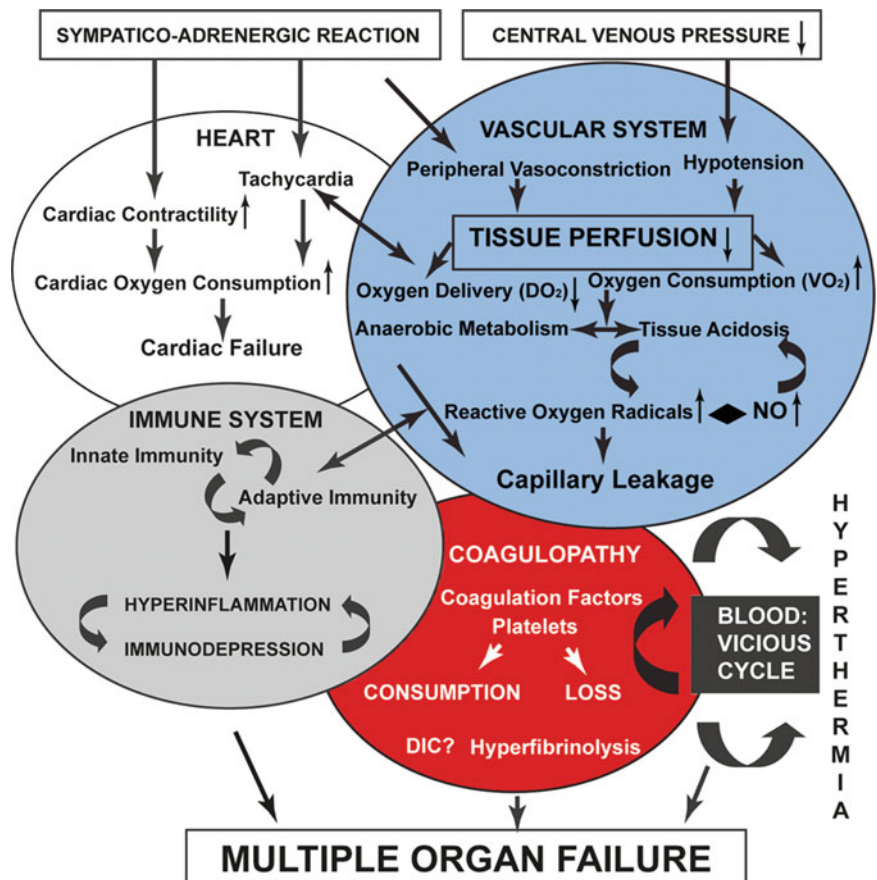 SYMPATICO-ADRENERGIC REACTION
CENTRAL VENOUS PRESSURE ↓
HEART
Tachycardia
Cardiac Contractility ↑
Cardiac Oxygen Consumption ↑
Cardiac Failure
VASCULAR SYSTEM
Peripheral Vasoconstriction
Hypotension
TISSUE PERFUSION ↓
Oxygen Delivery (DO₂) ↓
Oxygen Consumption (VO₂) ↑
Anaerobic Metabolism
Tissue Acidosis
Reactive Oxygen Radicals ↑
NO ↑
Capillary Leakage
IMMUNE SYSTEM
Innate Immunity
Adaptive Immunity
HYPERINFLAMMATION
IMMUNODEPRESSION
COAGULOPATHY
Coagulation Factors
Platelets
CONSUMPTION
LOSS
DIC?
Hyperfibrinolysis
BLOOD:
VICIOUS
CYCLE
HYPERTHERMIA
MULTIPLE ORGAN FAILURE